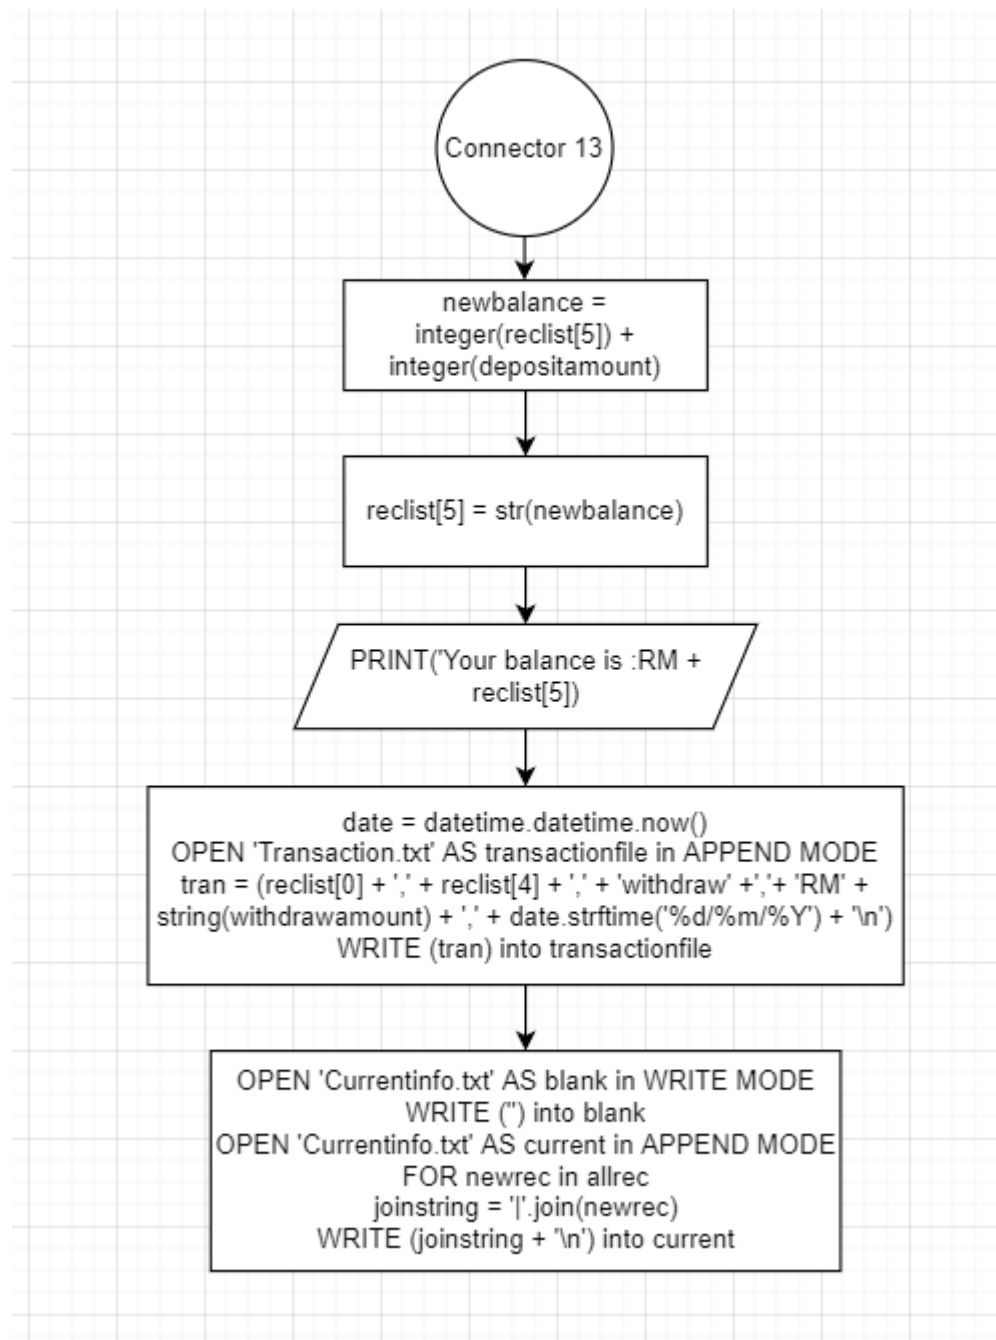 Connector 13
newbalance =
integer(reclist[5]) +
integer(depositamount)
reclist[5] = str(newbalance)
PRINT('Your balance is :RM +
reclist[5])
date = datetime.datetime.now()
OPEN 'Transaction.txt' AS transactionfile in APPEND MODE
tran = (reclist[0] + ',' + reclist[4] + ',' + 'withdraw' +','+ 'RM' +
string(withdrawamount) + ',' + date.strftime('%d/%m/%Y') + '\n')
WRITE (tran) into transactionfile
OPEN 'Currentinfo.txt' AS blank in WRITE MODE
WRITE ('') into blank
OPEN 'Currentinfo.txt' AS current in APPEND MODE
FOR newrec in allrec
joinstring = '|'.join(newrec)
WRITE (joinstring + '\n') into current